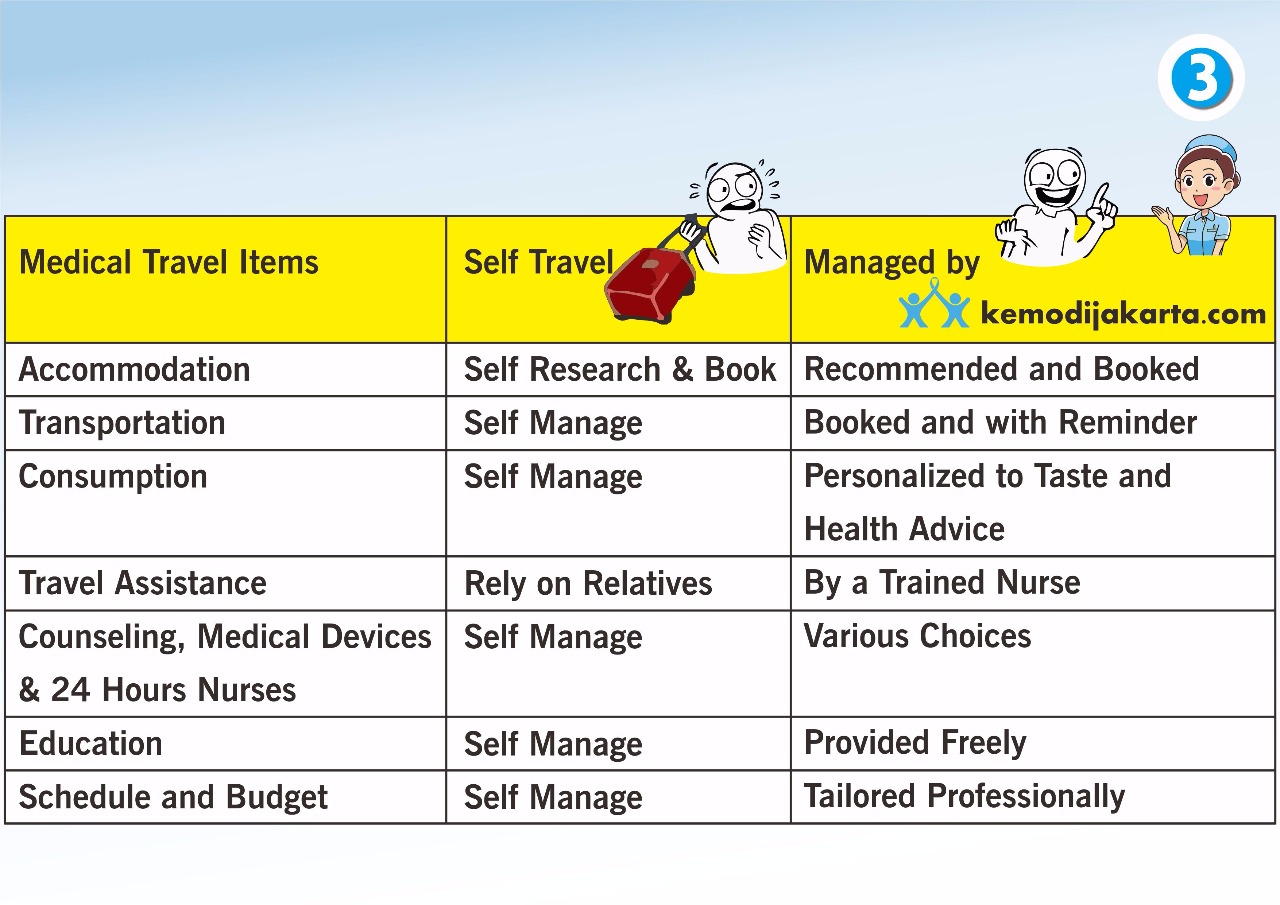 3
Medical Travel Items
Self Travel
Managed by
kemodijakarta.com
Accommodation
Self Research & Book
Recommended and Booked
Transportation
Self Manage
Booked and with Reminder
Consumption
Self Manage
Personalized to Taste and
Health Advice
Travel Assistance
Rely on Relatives
By a Trained Nurse
Counseling, Medical Devices
& 24 Hours Nurses
Self Manage
Various Choices
Education
Self Manage
Provided Freely
Schedule and Budget
Self Manage
Tailored Professionally